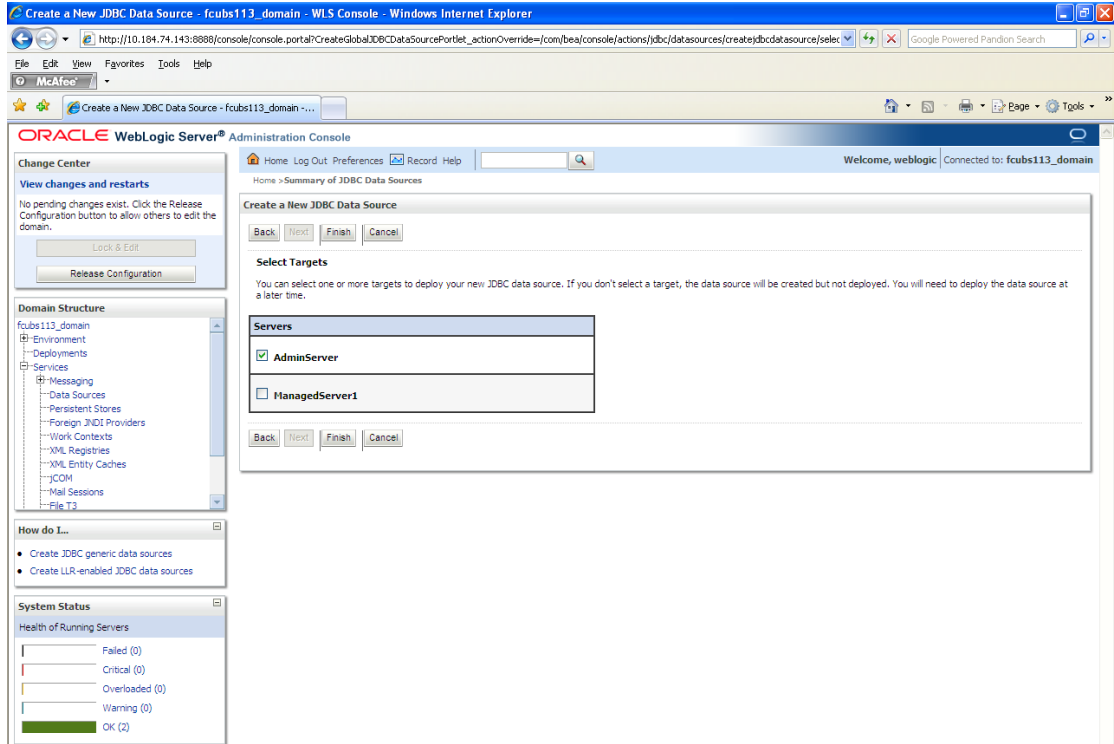 Create a New JDBC Data Source - fcubs113_domain - WLS Console - Windows Internet Explorer
http://10.184.74.143:8888/console/console.portal?CreateGlobalJDBCDataSourcePortlet_actionOverride=/com/bea/console/actions/jdbc/datasources/createjdbcdatasource/selec
Google Powered Pandion Search
File Edit View Favorites Tools Help
McAfee
Create a New JDBC Data Source - fcubs113_domain -...
Page Tools »
ORACLE WebLogic Server® Administration Console
Change Center
View changes and restarts
No pending changes exist. Click the Release
Configuration button to allow others to edit the
domain.
Lock & Edit
Release Configuration
Domain Structure
fcubs113_domain
Environment
Deployments
Services
Messaging
Data Sources
Persistent Stores
Foreign JNDI Providers
Work Contexts
XML Registries
XML Entity Caches
jCOM
Mail Sessions
File T3
How do I...
Create JDBC generic data sources
Create LLR-enabled JDBC data sources
System Status
Health of Running Servers
Failed (0)
Critical (0)
Overloaded (0)
Warning (0)
OK (2)
Home Log Out Preferences Record Help
Welcome, weblogic Connected to: fcubs113_domain
Home >Summary of JDBC Data Sources
Create a New JDBC Data Source
Back Next Finish Cancel
Select Targets
You can select one or more targets to deploy your new JDBC data source. If you don't select a target, the data source will be created but not deployed. You will need to deploy the data source at
a later time.
Servers
AdminServer
ManagedServer1
Back Next Finish Cancel